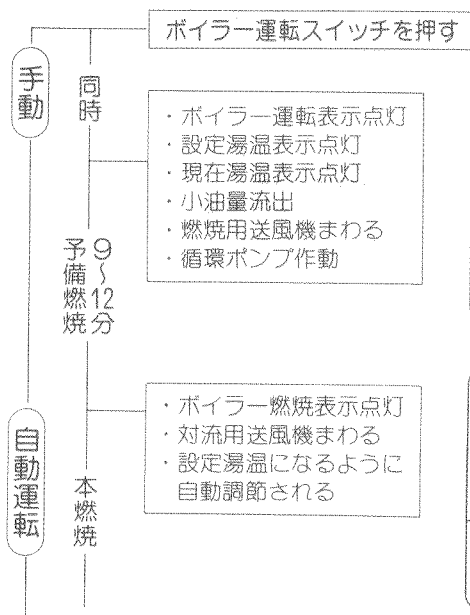 ボイラー運転スイッチを押す
手動
同時
・ボイラー運転表示点灯
・設定湯温表示点灯
・現在湯温表示点灯
・小油量流出
・燃焼用送風機まわる
・循環ポンプ作動
9〜12分
予備燃焼
・ボイラー燃焼表示点灯
・対流用送風機まわる
・設定湯温になるように
自動調節される
自動運転
本燃焼